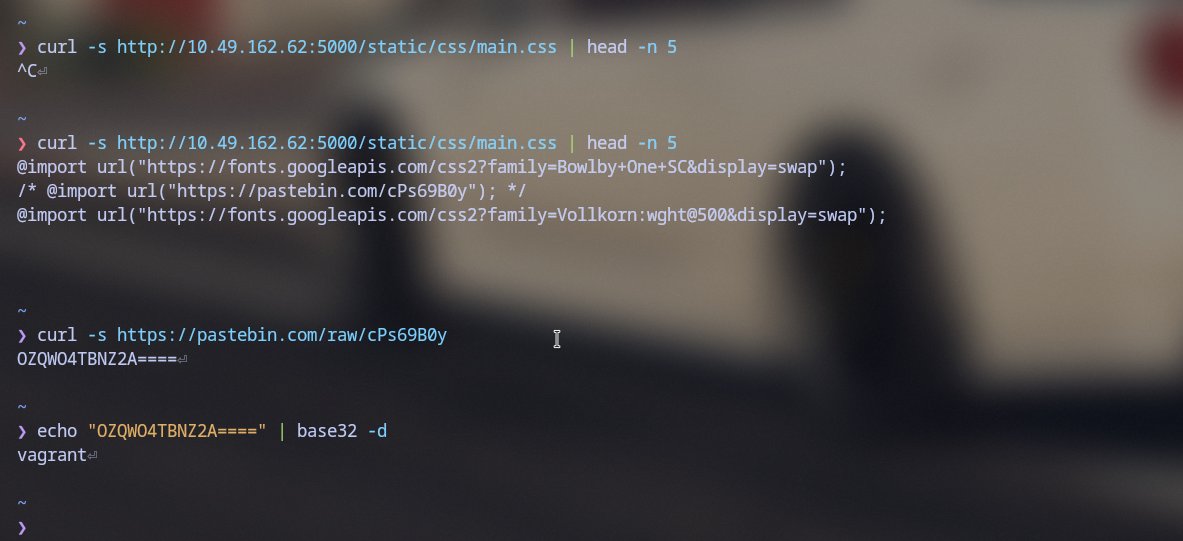 ~
❯ curl -s http://10.49.162.62:5000/static/css/main.css | head -n 5
^C⏎
~
❯ curl -s http://10.49.162.62:5000/static/css/main.css | head -n 5
@import url("https://fonts.googleapis.com/css2?family=Bowlby+One+SC&display=swap");
/* @import url("https://pastebin.com/cPs69B0y"); */
@import url("https://fonts.googleapis.com/css2?family=Vollkorn:wght@500&display=swap");
~
❯ curl -s https://pastebin.com/raw/cPs69B0y
OZQWO4TBNZ2A====⏎
~
❯ echo "OZQWO4TBNZ2A====" | base32 -d
vagrant⏎
~
❯